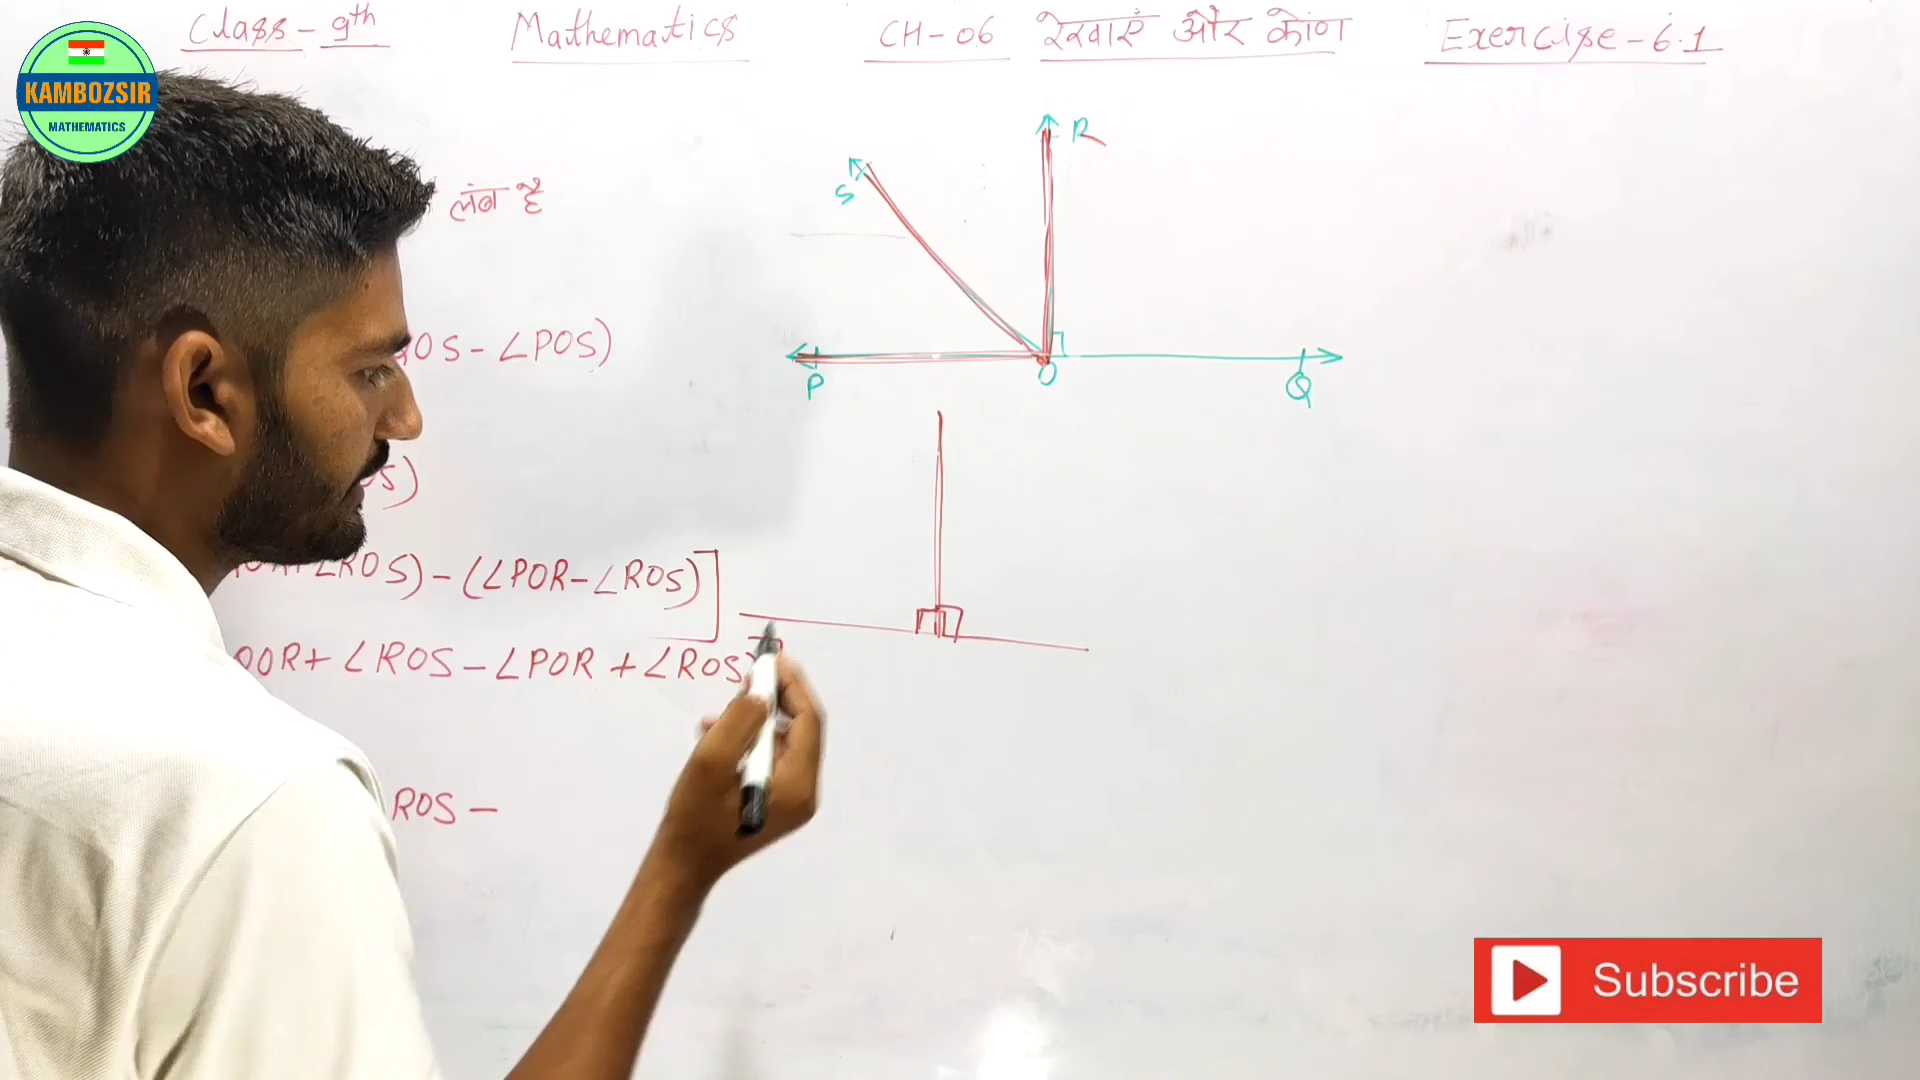 Class - 9th Mathematics CH-06 रेखाएँ और कोण Exercise-6.1
KAMBOZSIR
MATHEMATICS
R
S
लंब है
ROS - ∠POS)
P O Q
OS)
∠ROS) - (∠POR - ∠ROS)]
OR + ∠ROS - ∠POR + ∠ROS]
ROS -
Subscribe